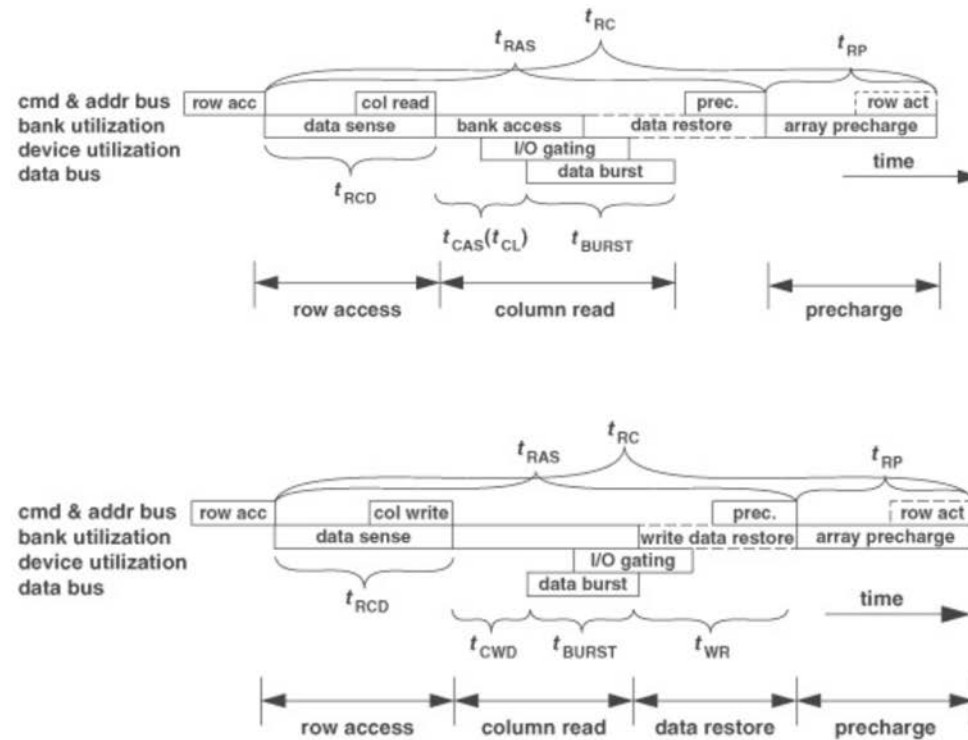 tRC
tRAS
tRP
cmd & addr bus row acc col read prec. row act
bank utilization data sense bank access data restore array precharge
device utilization I/O gating
data bus data burst
time
tRCD
tCAS(tCL) tBURST
row access column read precharge
tRC
tRAS
tRP
cmd & addr bus row acc col write prec. row act
bank utilization data sense write data restore array precharge
device utilization I/O gating
data bus data burst
time
tRCD
tCWD tBURST tWR
row access column read data restore precharge